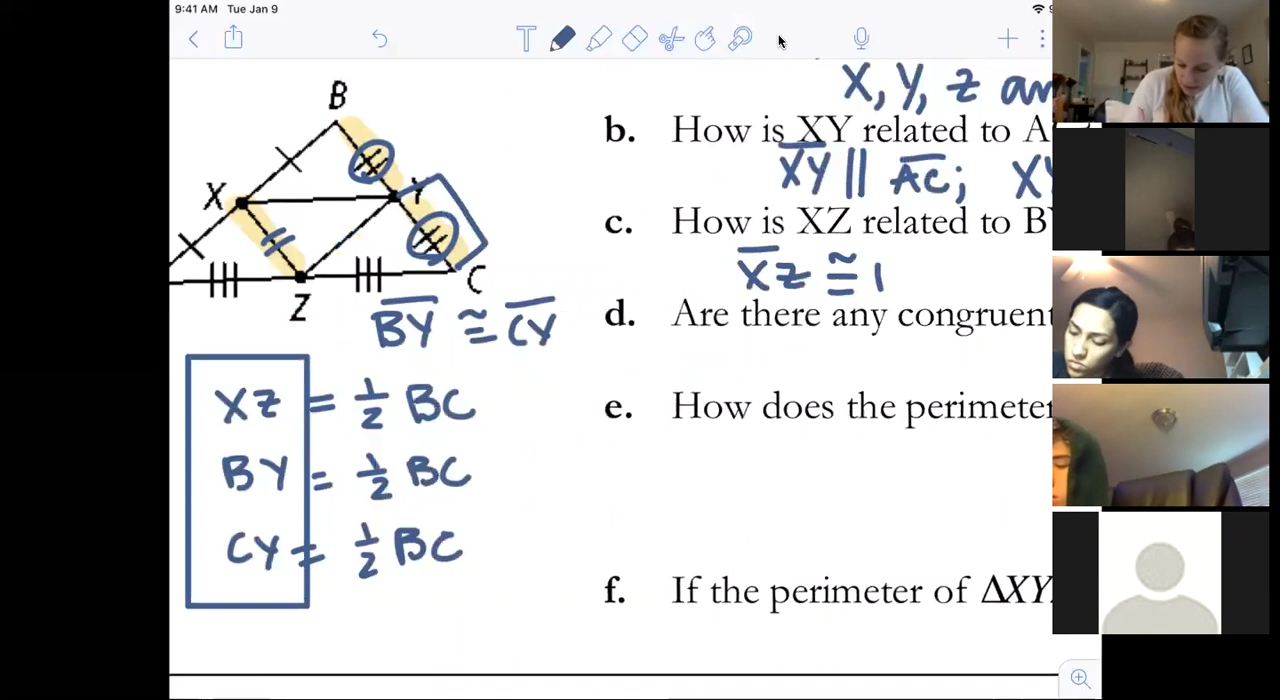 9:41 AM Tue Jan 9
T
X, Y, Z
B
b. How is XY related to A
XY || AC; XY
X
Y
c. How is XZ related to B
XZ ≅
C
Z
BY ≅ CY
d. Are there any congruent
XZ = 1/2 BC
e. How does the perimeter
BY = 1/2 BC
CY = 1/2 BC
f. If the perimeter of ΔXY